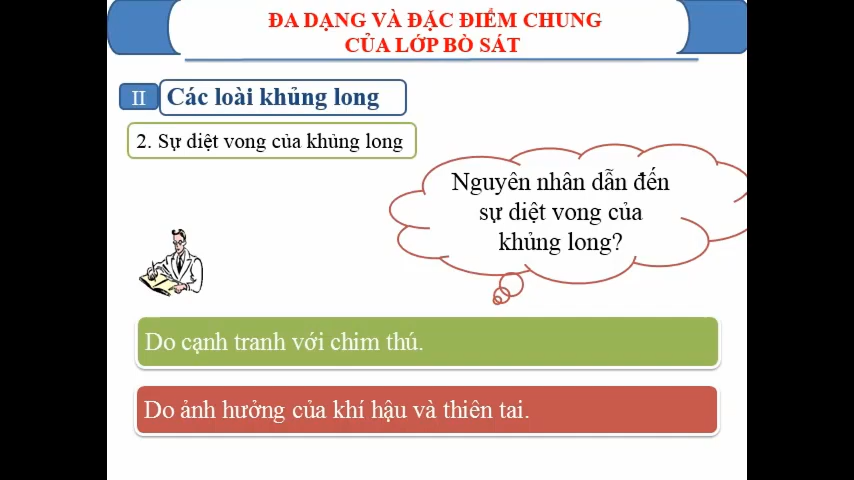 ĐA DẠNG VÀ ĐẶC ĐIỂM CHUNG
CỦA LỚP BÒ SÁT
II Các loài khủng long
2. Sự diệt vong của khủng long
Nguyên nhân dẫn đến
sự diệt vong của
khủng long?
Do cạnh tranh với chim thú.
Do ảnh hưởng của khí hậu và thiên tai.